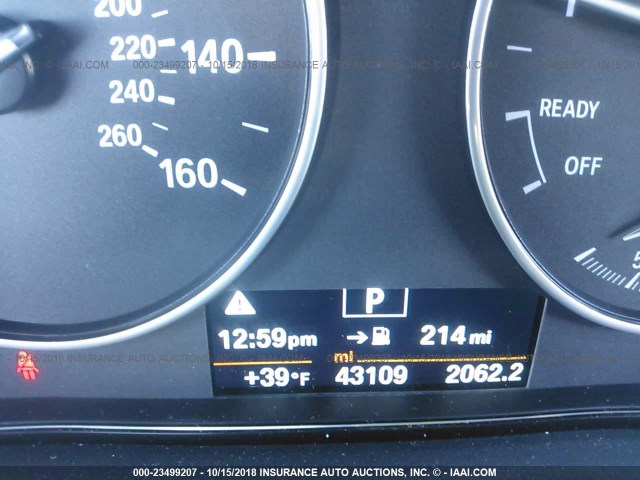 200
220
140
240
260
160
READY
OFF
5
000-23499207 - 10/15/2018 INSURANCE AUTO AUCTIONS, INC. - © IAAI.COM
P
12:59pm
214 mi
mi
+39°F 43109 2062.2
000-23499207 - 10/15/2018 INSURANCE AUTO AUCTIONS, INC. - © IAAI.COM